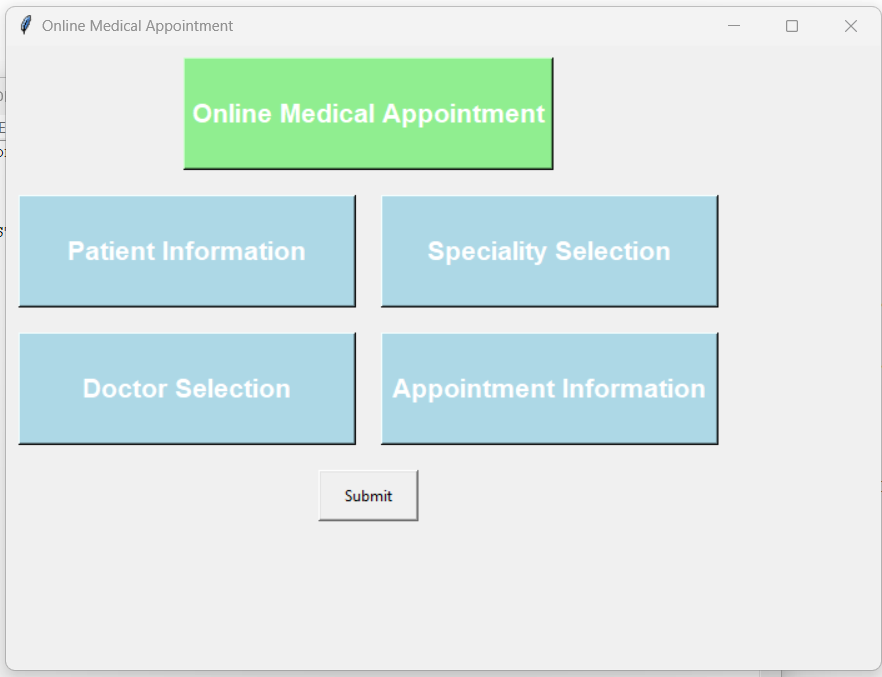 Online Medical Appointment
Online Medical Appointment
Patient Information
Speciality Selection
Doctor Selection
Appointment Information
Submit